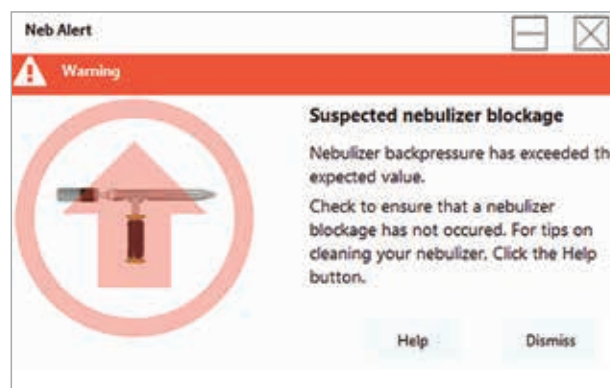 Neb Alert
Warning
Suspected nebulizer blockage
Nebulizer backpressure has exceeded th
expected value.
Check to ensure that a nebulizer
blockage has not occured. For tips on
cleaning your nebulizer. Click the Help
button.
Help
Dismiss